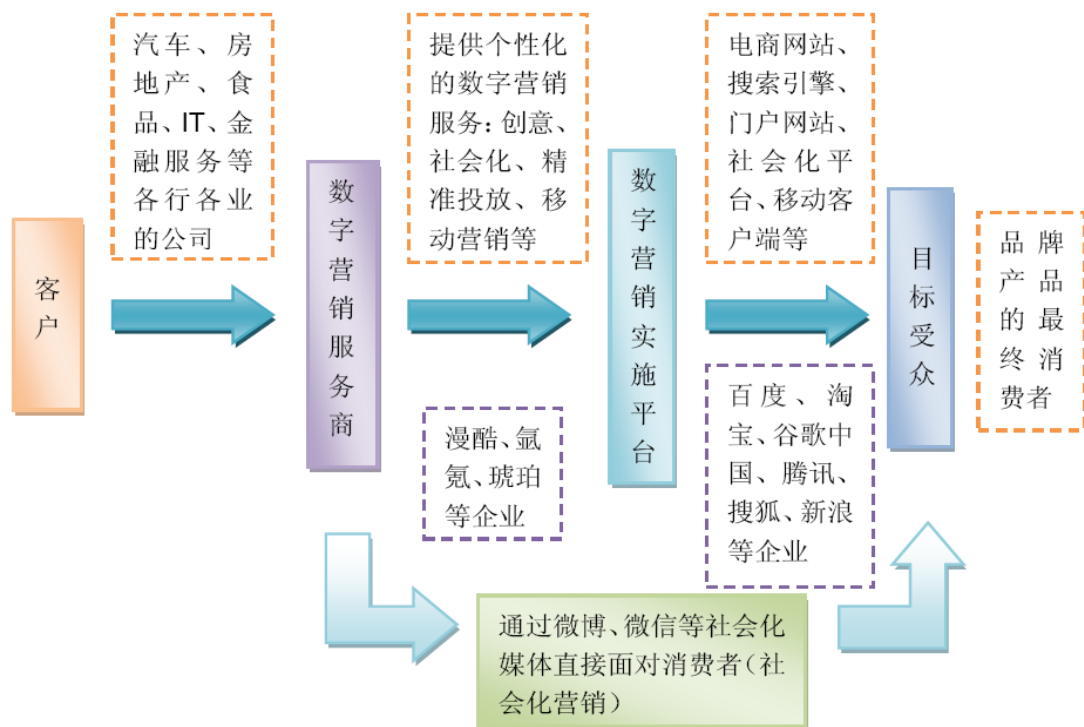 汽车、房
地产、食
品、IT、金
融服务等
各行各业
的公司
提供个性化
的数字营销
服务：创意、
社会化、精
准投放、移
动营销等
电商网站、
搜索引擎、
门户网站、
社会化平
台、移动客
户端等
客户
数字营销服务商
数字营销实施平台
目标受众
品牌
产品
的最
终消
费者
漫酷、氩
氪、琥珀
等企业
百度、淘
宝、谷歌中
国、腾讯、
搜狐、新浪
等企业
通过微博、微信等社会化
媒体直接面对消费者（社
会化营销）